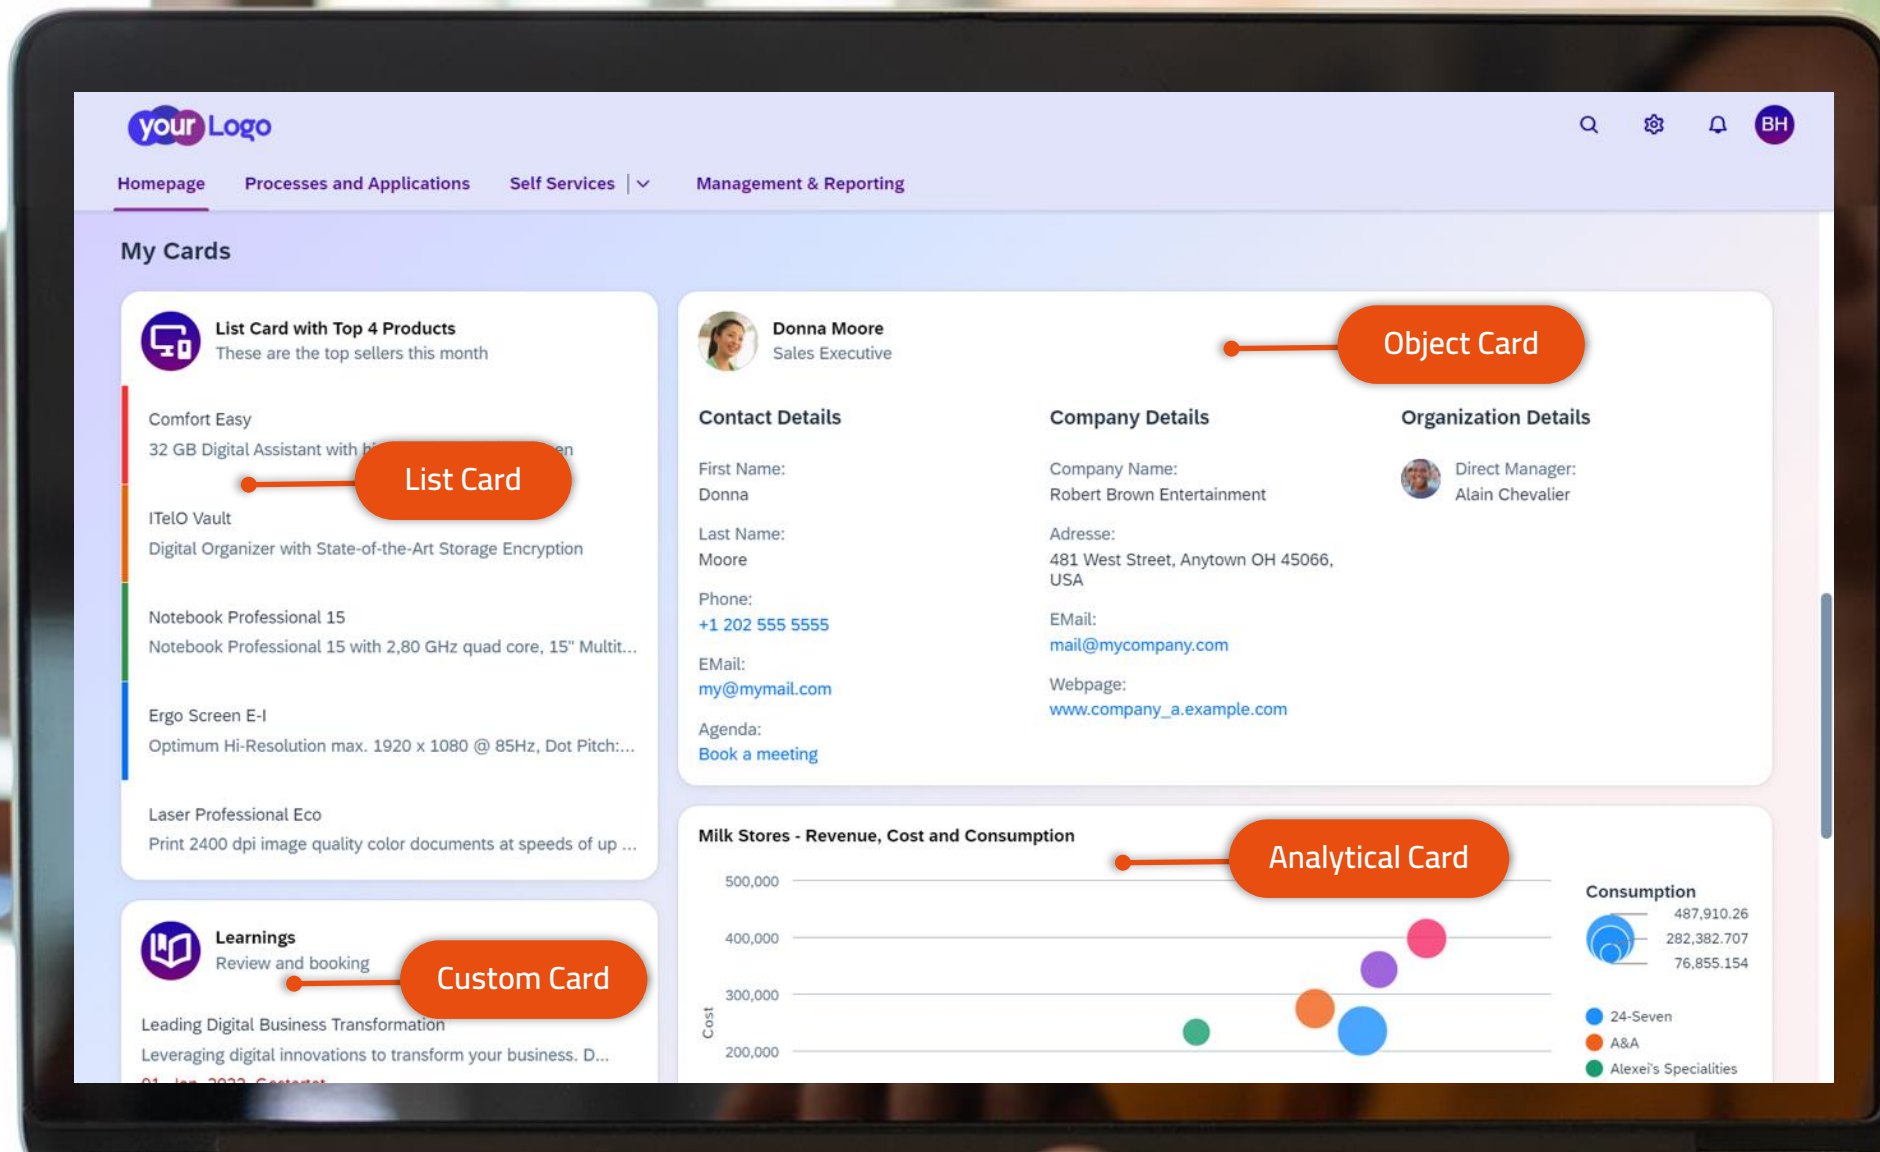 your Logo
BH
Homepage Processes and Applications Self Services Management & Reporting
My Cards
List Card with Top 4 Products
These are the top sellers this month
Comfort Easy
32 GB Digital Assistant with
List Card
ITelO Vault
Digital Organizer with State-of-the-Art Storage Encryption
Notebook Professional 15
Notebook Professional 15 with 2,80 GHz quad core, 15" Multit...
Ergo Screen E-I
Optimum Hi-Resolution max. 1920 x 1080 @ 85Hz, Dot Pitch:...
Laser Professional Eco
Print 2400 dpi image quality color documents at speeds of up ...
Learnings
Review and booking
Custom Card
Leading Digital Business Transformation
Leveraging digital innovations to transform your business. D...
Donna Moore
Sales Executive
Object Card
Contact Details
First Name:
Donna
Last Name:
Moore
Phone:
+1 202 555 5555
EMail:
my@mymail.com
Agenda:
Book a meeting
Company Details
Company Name:
Robert Brown Entertainment
Adresse:
481 West Street, Anytown OH 45066,
USA
EMail:
mail@mycompany.com
Webpage:
www.company_a.example.com
Organization Details
Direct Manager:
Alain Chevalier
Milk Stores - Revenue, Cost and Consumption
Analytical Card
500,000
400,000
300,000
200,000
Cost
Consumption
487,910.26
282,382.707
76,855.154
24-Seven
A&A
Alexei's Specialities